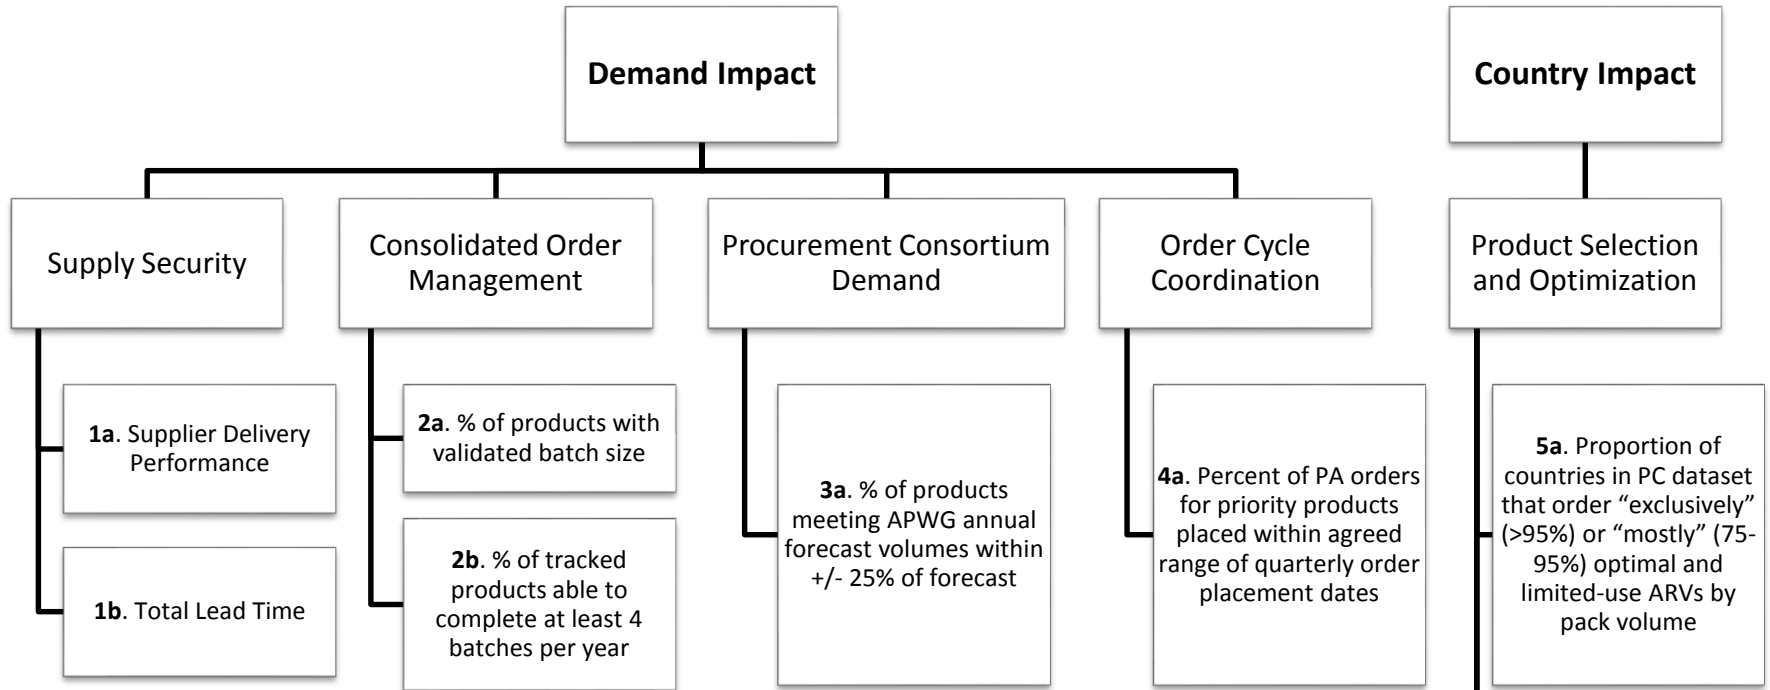 Demand Impact
Country Impact
Supply Security
Consolidated Order
Management
Procurement Consortium
Demand
Order Cycle
Coordination
Product Selection
and Optimization
1a. Supplier Delivery
Performance
1b. Total Lead Time
2a. % of products with
validated batch size
2b. % of tracked
products able to
complete at least 4
batches per year
3a. % of products
meeting APWG annual
forecast volumes within
+/- 25% of forecast
4a. Percent of PA orders
for priority products
placed within agreed
range of quarterly order
placement dates
5a. Proportion of
countries in PC dataset
that order “exclusively”
(>95%) or “mostly” (75-
95%) optimal and
limited-use ARVs by
pack volume